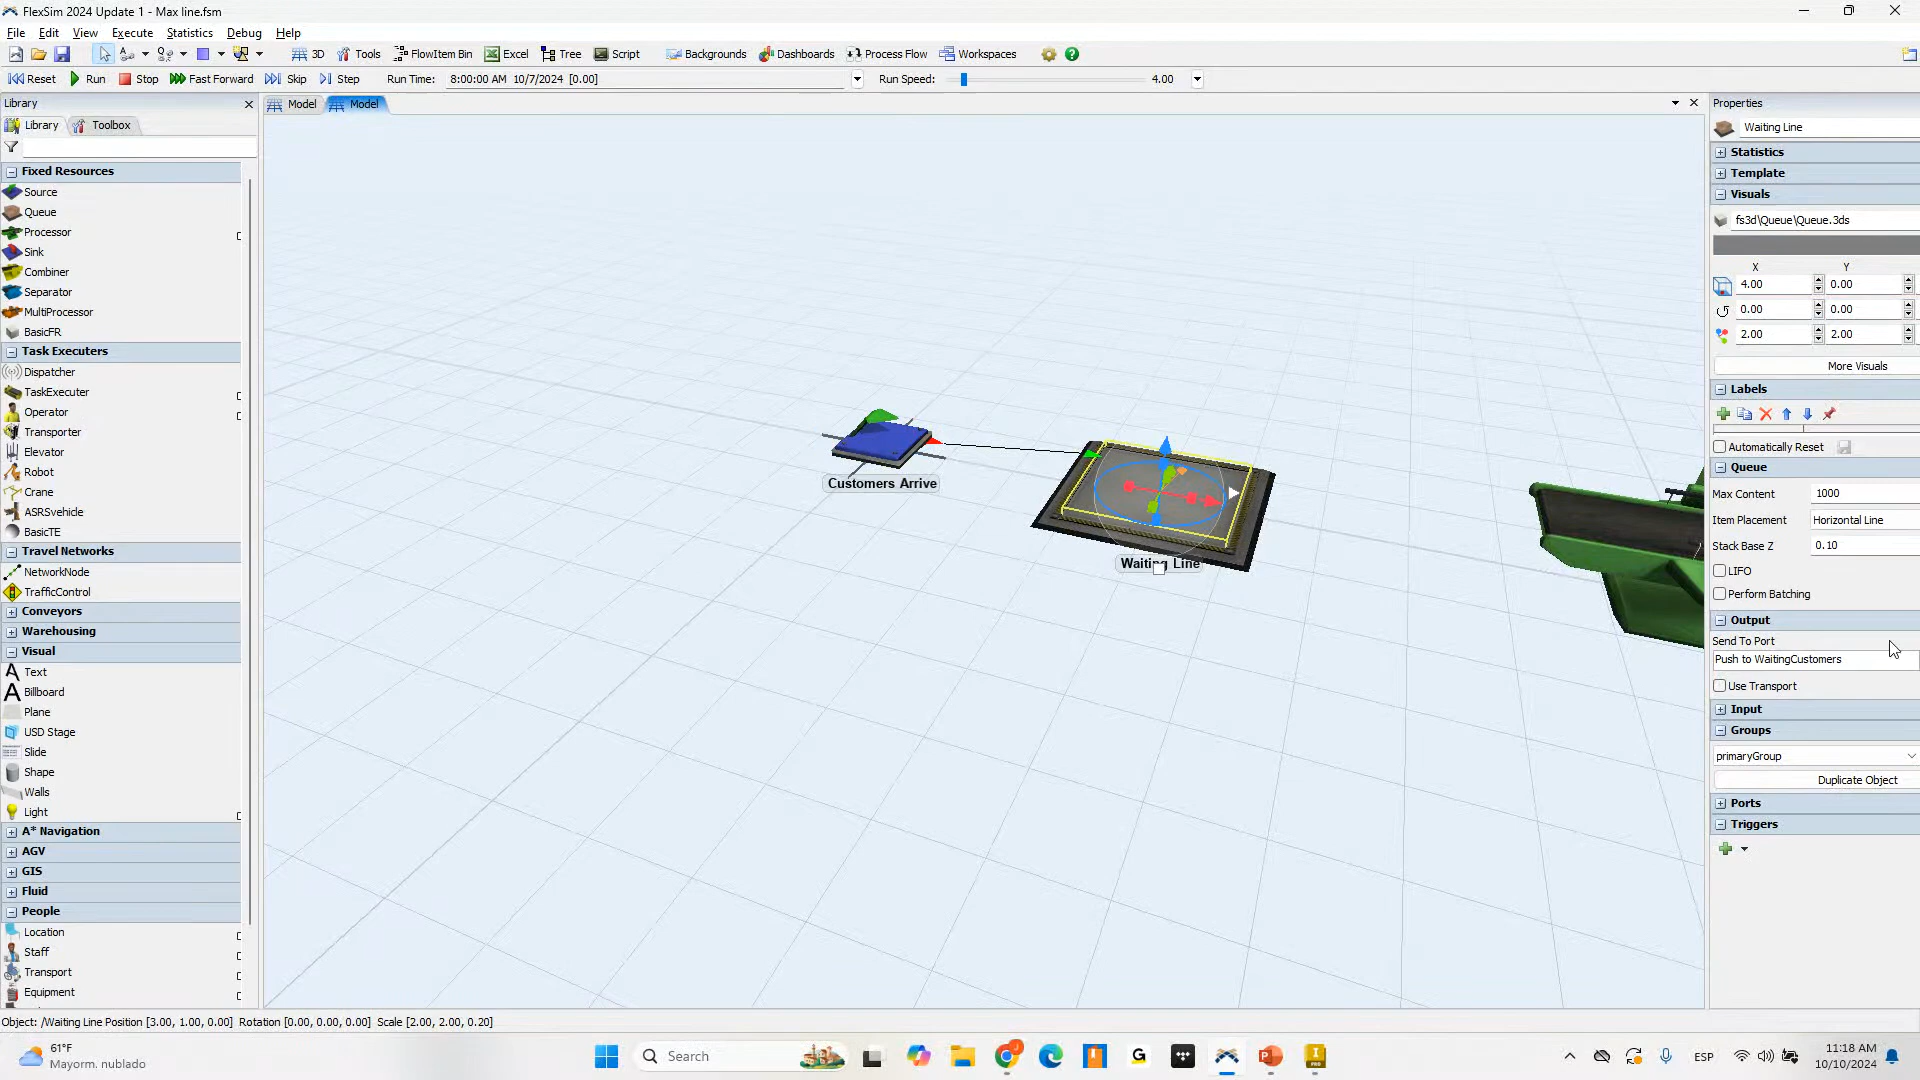 FlexSim 2024 Update 1 - Max line.fsm
File Edit View Execute Statistics Debug Help
3D Tools FlowItem Bin Excel Tree Script Backgrounds Dashboards Process Flow Workspaces
Reset Run Stop Fast Forward Skip Step Run Time: 8:00:00 AM 10/7/2024 [0.00] Run Speed: 4.00
Library
Library Toolbox
Fixed Resources
Source
Queue
Processor
Sink
Combiner
Separator
MultiProcessor
BasicFR
Task Executers
Dispatcher
TaskExecuter
Operator
Transporter
Elevator
Robot
Crane
ASRSvehicle
BasicTE
Travel Networks
NetworkNode
TrafficControl
Conveyors
Warehousing
Visual
Text
Billboard
Plane
USD Stage
Slide
Shape
Walls
Light
A* Navigation
AGV
GIS
Fluid
People
Location
Staff
Transport
Equipment
Model Model
Customers Arrive
Waiting Line
Properties
Waiting Line
Statistics
Template
Visuals
fs3d\Queue\Queue.3ds
X Y
4.00 0.00
0.00 0.00
2.00 2.00
More Visuals
Labels
Automatically Reset
Queue
Max Content 1000
Item Placement Horizontal Line
Stack Base Z 0.10
LIFO
Perform Batching
Output
Send To Port
Push to WaitingCustomers
Use Transport
Input
Groups
primaryGroup
Duplicate Object
Ports
Triggers
Object: /Waiting Line Position [3.00, 1.00, 0.00] Rotation [0.00, 0.00, 0.00] Scale [2.00, 2.00, 0.20]
61°F
Mayorm. nublado
Search
ESP
11:18 AM
10/10/2024